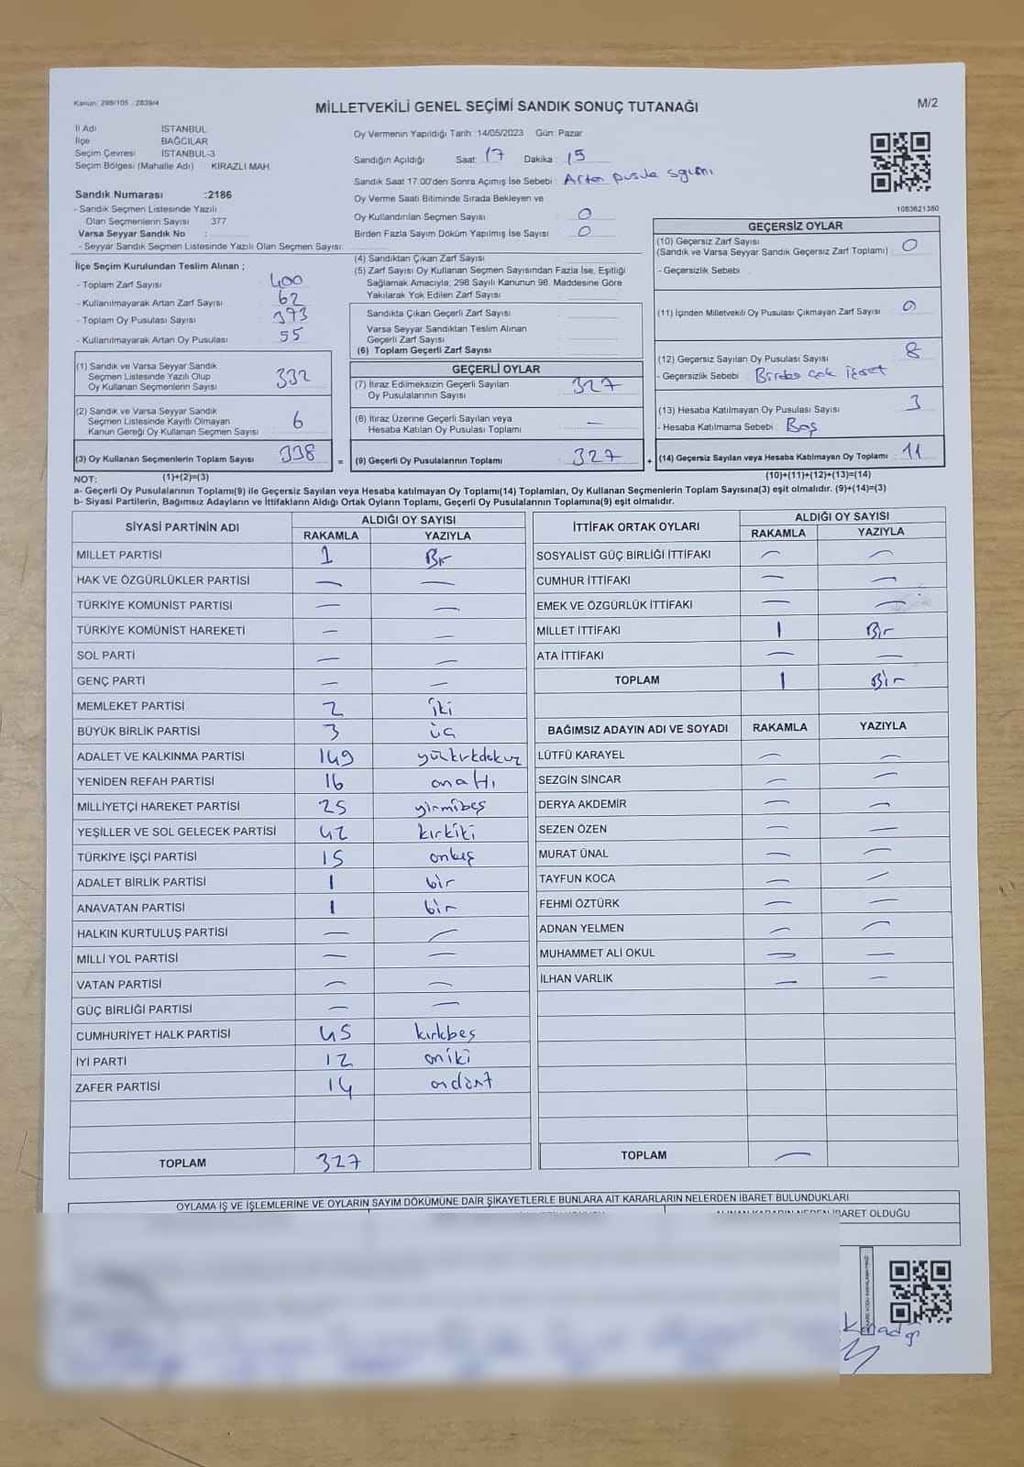 Kanun: 298/105 - 2839/4
MİLLETVEKİLİ GENEL SEÇİMİ SANDIK SONUÇ TUTANAĞI
M/2
İl Adı İSTANBUL
İlçe BAĞCILAR
Seçim Çevresi İSTANBUL-3
Seçim Bölgesi (Mahalle Adı) KİRAZLI MAH.
Sandık Numarası :2186
- Sandık Seçmen Listesinde Yazılı
Olan Seçmenlerin Sayısı 377
Varsa Seyyar Sandık No :
- Seyyar Sandık Seçmen Listesinde Yazılı Olan Seçmen Sayısı:
Oy Vermenin Yapıldığı Tarih: 14/05/2023 Gün: Pazar
Sandığın Açıldığı Saat: 17 Dakika : 15
Sandık Saat 17.00'den Sonra Açımış İse Sebebi : Artan pusula sayımı
Oy Verme Saati Bitiminde Sırada Bekleyen ve
Oy Kullandırılan Seçmen Sayısı 0
Birden Fazla Sayım Döküm Yapılmış İse Sayısı 0
1083621380
İlçe Seçim Kurulundan Teslim Alınan ;
- Toplam Zarf Sayısı 400
- Kullanılmayarak Artan Zarf Sayısı 62
- Toplam Oy Pusulası Sayısı 393
- Kullanılmayarak Artan Oy Pusulası 55
(4) Sandıktan Çıkan Zarf Sayısı
(5) Zarf Sayısı Oy Kullanan Seçmen Sayısından Fazla İse, Eşitliği
Sağlamak Amacıyla, 298 Sayılı Kanunun 98. Maddesine Göre
Yakılarak Yok Edilen Zarf Sayısı
Sandıkta Çıkan Geçerli Zarf Sayısı
Varsa Seyyar Sandıktan Teslim Alınan
Geçerli Zarf Sayısı
(6) Toplam Geçerli Zarf Sayısı
GEÇERSİZ OYLAR
(10) Geçersiz Zarf Sayısı 0
(Sandık ve Varsa Seyyar Sandık Geçersiz Zarf Toplamı)
- Geçersizlik Sebebi
(11) İçinden Milletvekili Oy Pusulası Çıkmayan Zarf Sayısı 0
(12) Geçersiz Sayılan Oy Pusulası Sayısı 8
- Geçersizlik Sebebi
(13) Hesaba Katılmayan Oy Pusulası Sayısı 3
- Hesaba Katılmama Sebebi : Boş
(14) Geçersiz Sayılan veya Hesaba Katılmayan Oy Toplamı 11
(10)+(11)+(12)+(13)=(14)
(1) Sandık ve Varsa Seyyar Sandık
Seçmen Listesinde Yazılı Olup
Oy Kullanan Seçmenlerin Sayısı 332
(2) Sandık ve Varsa Seyyar Sandık
Seçmen Listesinde Kayıtlı Olmayan
Kanun Gereği Oy Kullanan Seçmen Sayısı 6
(3) Oy Kullanan Seçmenlerin Toplam Sayısı 338 =
GEÇERLİ OYLAR
(7) İtiraz Edilmeksizin Geçerli Sayılan
Oy Pusulalarının Sayısı 327
(8) İtiraz Üzerine Geçerli Sayılan veya
Hesaba Katılan Oy Pusulası Toplamı —
(9) Geçerli Oy Pusulalarının Toplamı 327 +
NOT: (1)+(2)=(3)
a- Geçerli Oy Pusulalarının Toplamı(9) ile Geçersiz Sayılan veya Hesaba katılmayan Oy Toplamı(14) Toplamları, Oy Kullanan Seçmenlerin Toplam Sayısına(3) eşit olmalıdır. (9)+(14)=(3)
b- Siyasi Partilerin, Bağımsız Adayların ve İttifakların Aldığı Ortak Oyların Toplamı, Geçerli Oy Pusulalarının Toplamına(9) eşit olmalıdır.
SİYASİ PARTİNİN ADI ALDIĞI OY SAYISI
RAKAMLA YAZIYLA
MİLLET PARTİSİ 1 Bir
HAK VE ÖZGÜRLÜKLER PARTİSİ — —
TÜRKİYE KOMÜNİST PARTİSİ — —
TÜRKİYE KOMÜNİST HAREKETİ — —
SOL PARTİ — —
GENÇ PARTİ — —
MEMLEKET PARTİSİ 2 iki
BÜYÜK BİRLİK PARTİSİ 3 üç
ADALET VE KALKINMA PARTİSİ 149 yüzkırkdokuz
YENİDEN REFAH PARTİSİ 16 onaltı
MİLLİYETÇİ HAREKET PARTİSİ 25 yirmibeş
YEŞİLLER VE SOL GELECEK PARTİSİ 42 kırkiki
TÜRKİYE İŞÇİ PARTİSİ 15 onbeş
ADALET BİRLİK PARTİSİ 1 bir
ANAVATAN PARTİSİ 1 bir
HALKIN KURTULUŞ PARTİSİ — —
MİLLİ YOL PARTİSİ — —
VATAN PARTİSİ — —
GÜÇ BİRLİĞİ PARTİSİ — —
CUMHURİYET HALK PARTİSİ 45 kırkbeş
İYİ PARTİ 12 oniki
ZAFER PARTİSİ 14 ondört
TOPLAM 327
İTTİFAK ORTAK OYLARI ALDIĞI OY SAYISI
RAKAMLA YAZIYLA
SOSYALİST GÜÇ BİRLİĞİ İTTİFAKI — —
CUMHUR İTTİFAKI — —
EMEK VE ÖZGÜRLÜK İTTİFAKI — —
MİLLET İTTİFAKI 1 Bir
ATA İTTİFAKI — —
TOPLAM 1 Bir
BAĞIMSIZ ADAYIN ADI VE SOYADI RAKAMLA YAZIYLA
LÜTFÜ KARAYEL — —
SEZGİN SİNCAR — —
DERYA AKDEMİR — —
SEZEN ÖZEN — —
MURAT ÜNAL — —
TAYFUN KOCA — —
FEHMİ ÖZTÜRK — —
ADNAN YELMEN — —
MUHAMMET ALİ OKUL — —
İLHAN VARLIK — —
TOPLAM —
OYLAMA İŞ VE İŞLEMLERİNE VE OYLARIN SAYIM DÖKÜMÜNE DAİR ŞİKAYETLERLE BUNLARA AİT KARARLARIN NELERDEN İBARET BULUNDUKLARI
ALINAN KARARIN NEDEN İBARET OLDUĞU